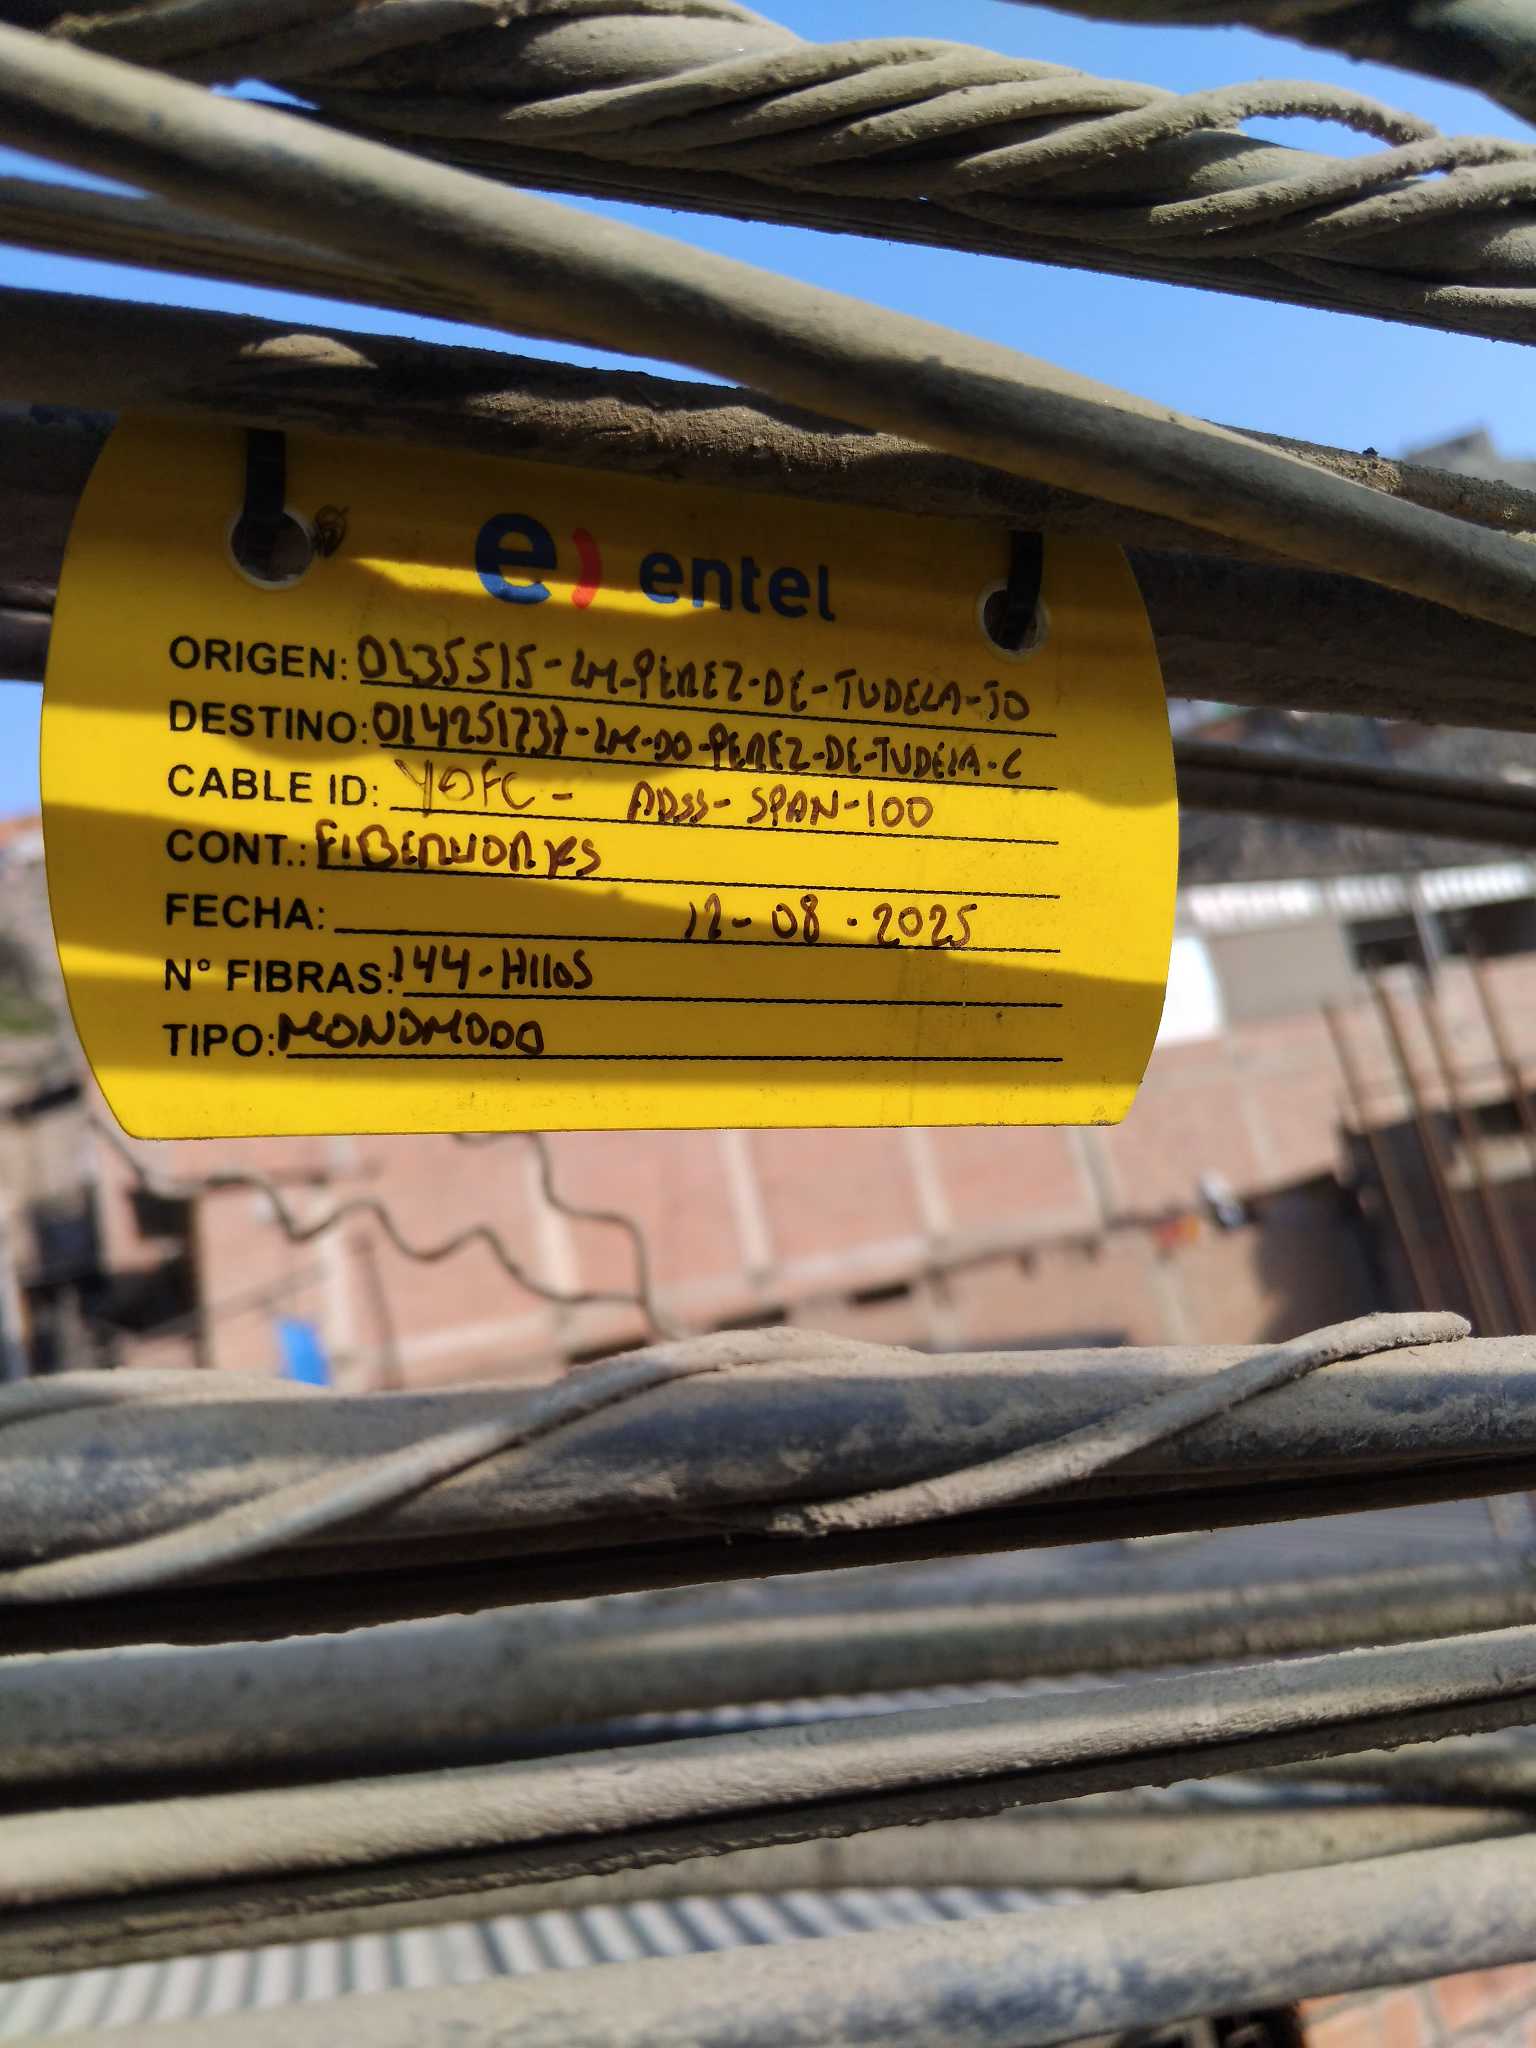 e) entel
ORIGEN: 0135515-LM-PEREZ-DE-TUDELA-JO
DESTINO: 014251737-LM-DO-PEREZ-DE-TUDELA-C
CABLE ID: YOFC - ADSS- SPAN-100
CONT.: FIBERWORKS
FECHA: 12-08-2025
N° FIBRAS: 144-HIlOS
TIPO: MONOMODO